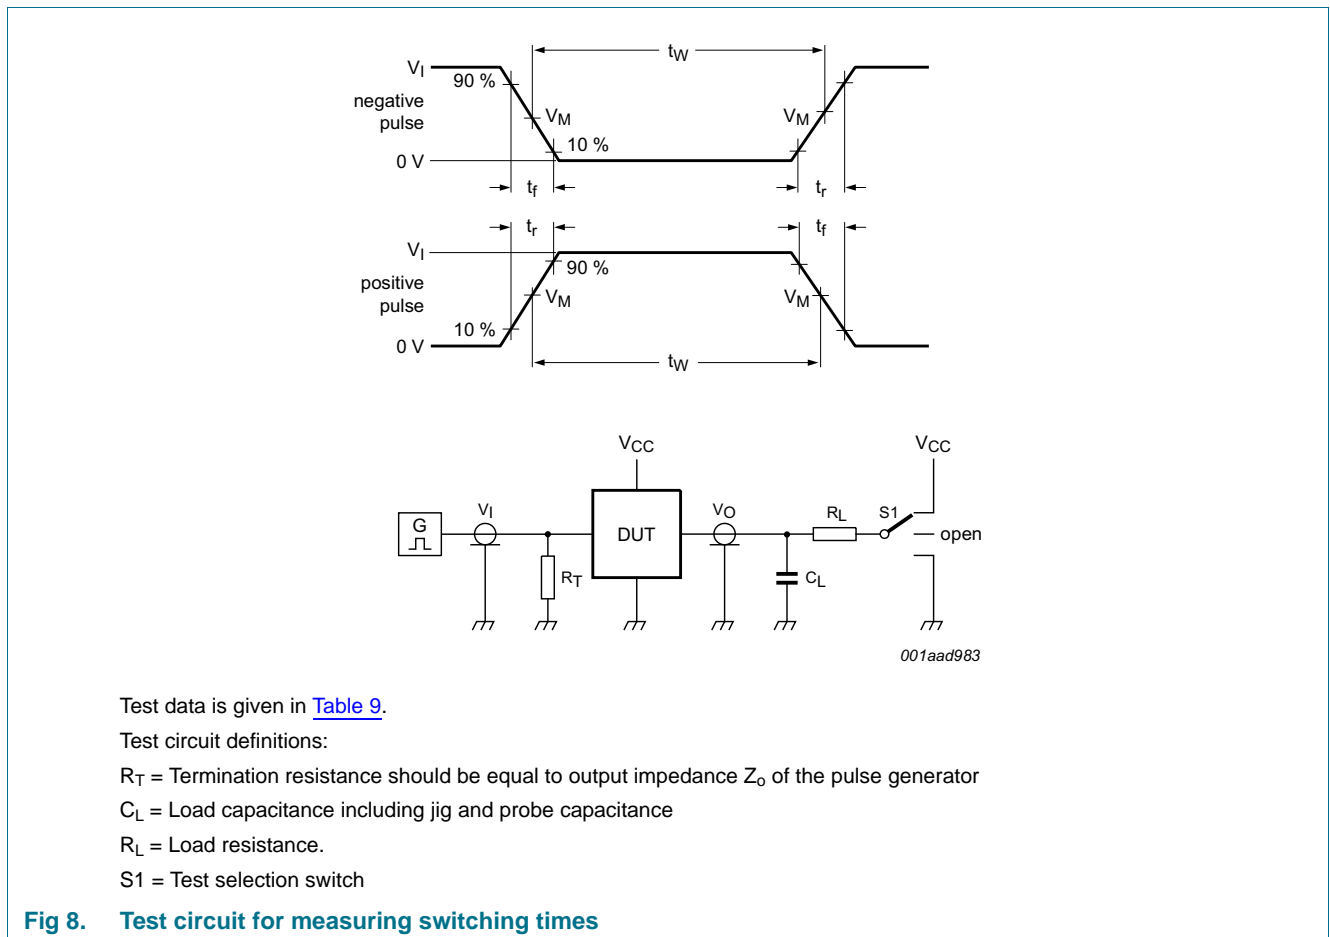 tW
VI
90 %
negative
pulse
VM
VM
10 %
0 V
tf
tr
tr
tf
VI
90 %
positive
pulse
VM
VM
10 %
0 V
tW
VCC
VCC
G
VI
DUT
VO
RL
S1
open
RT
CL
001aad983
Test data is given in Table 9.
Test circuit definitions:
RT = Termination resistance should be equal to output impedance Zo of the pulse generator
CL = Load capacitance including jig and probe capacitance
RL = Load resistance.
S1 = Test selection switch
Fig 8. Test circuit for measuring switching times